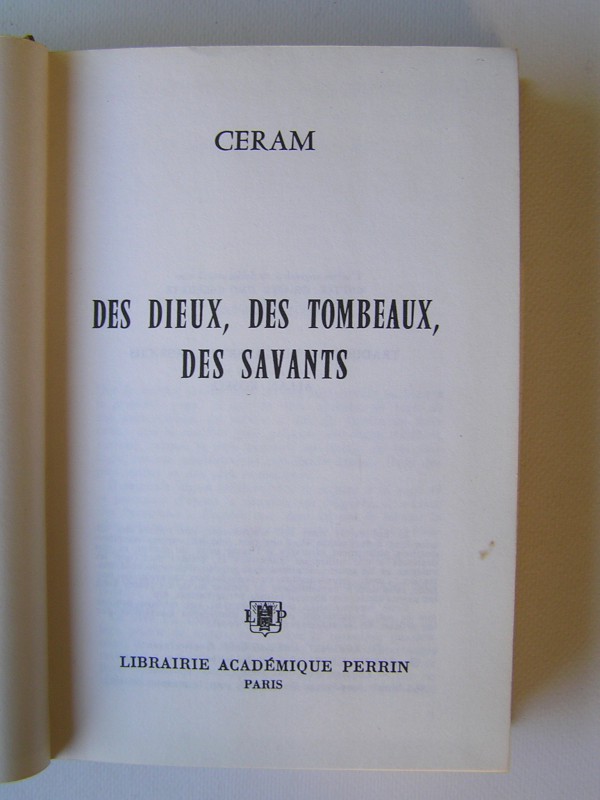 CERAM
DES DIEUX, DES TOMBEAUX,
DES SAVANTS
LIBRAIRIE ACADÉMIQUE PERRIN
PARIS